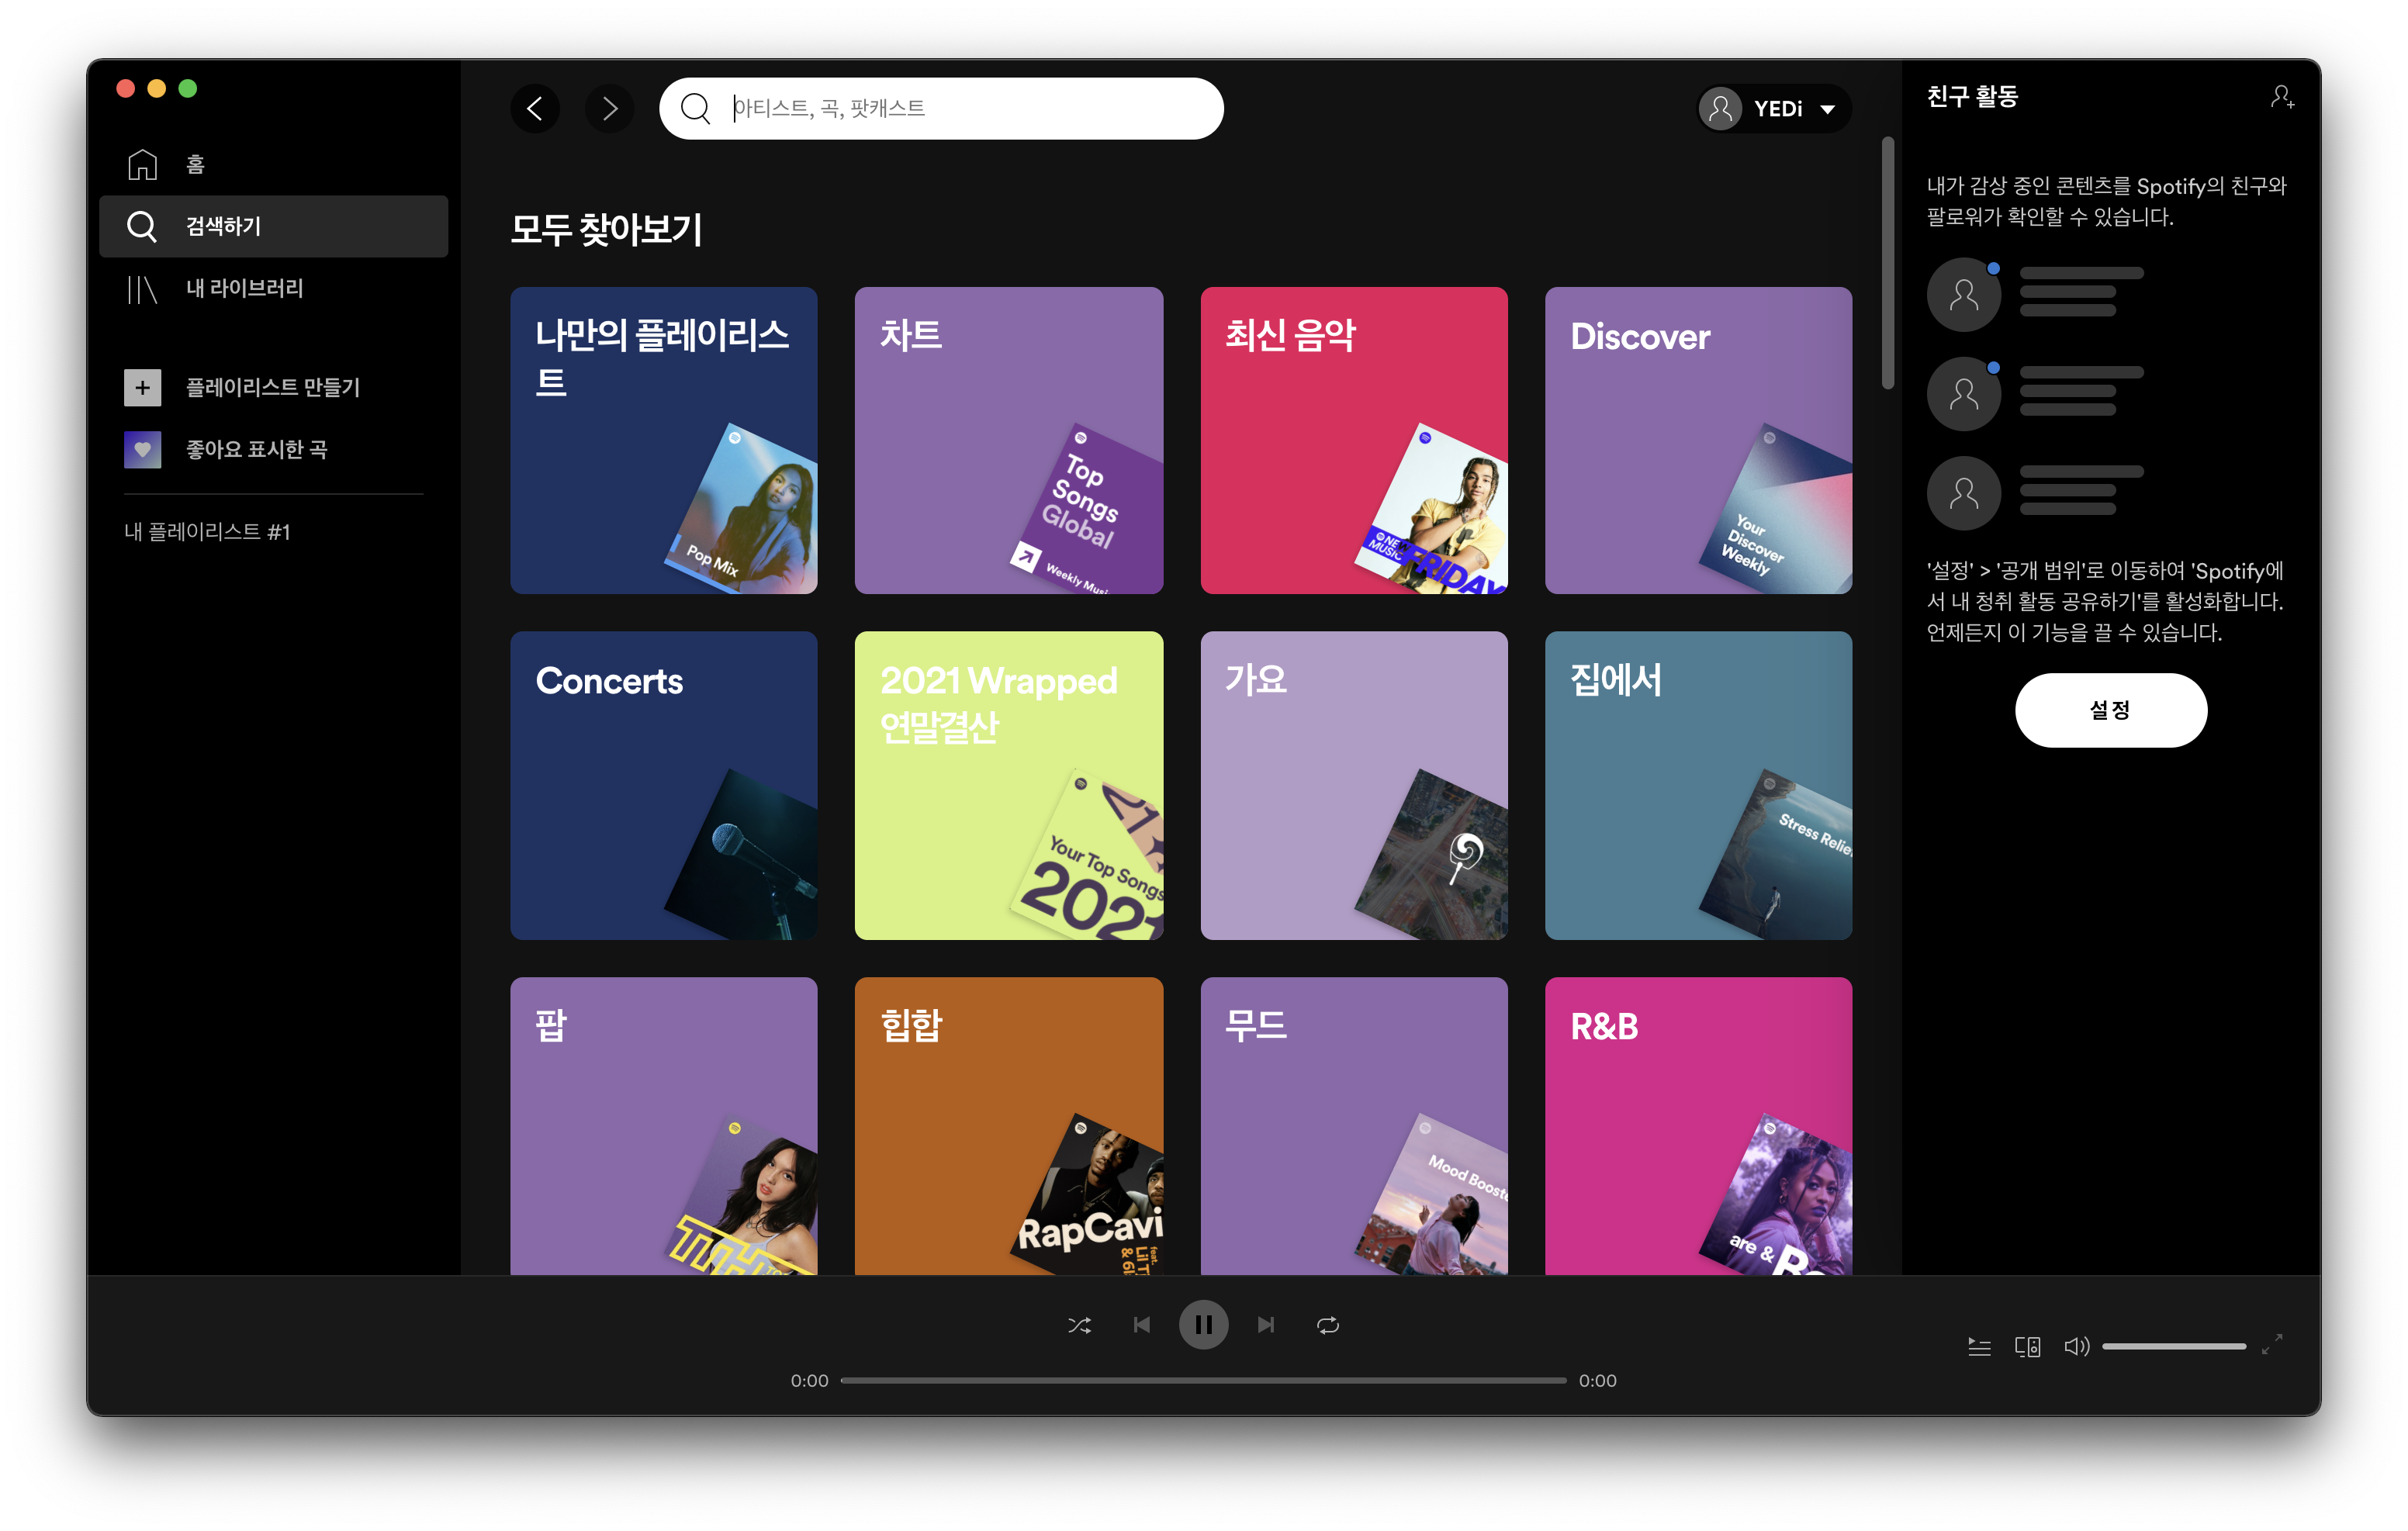 홈
검색하기
내 라이브러리
플레이리스트 만들기
좋아요 표시한 곡
내 플레이리스트 #1
아티스트, 곡, 팟캐스트
YEDi
모두 찾아보기
나만의 플레이리스
트
Pop Mix
차트
Top
Songs
Global
Weekly Musi
최신 음악
NEW
MUSIC
FRIDAY
Discover
Your
Discover
Weekly
Concerts
2021 Wrapped
연말결산
Your Top Songs
2021
가요
집에서
Stress Relie
팝
힙합
RapCavi
feat.
무드
Mood Booste
R&B
are &
친구 활동
내가 감상 중인 콘텐츠를 Spotify의 친구와
팔로워가 확인할 수 있습니다.
'설정' > '공개 범위'로 이동하여 'Spotify에
서 내 청취 활동 공유하기'를 활성화합니다.
언제든지 이 기능을 끌 수 있습니다.
설정
0:00
0:00